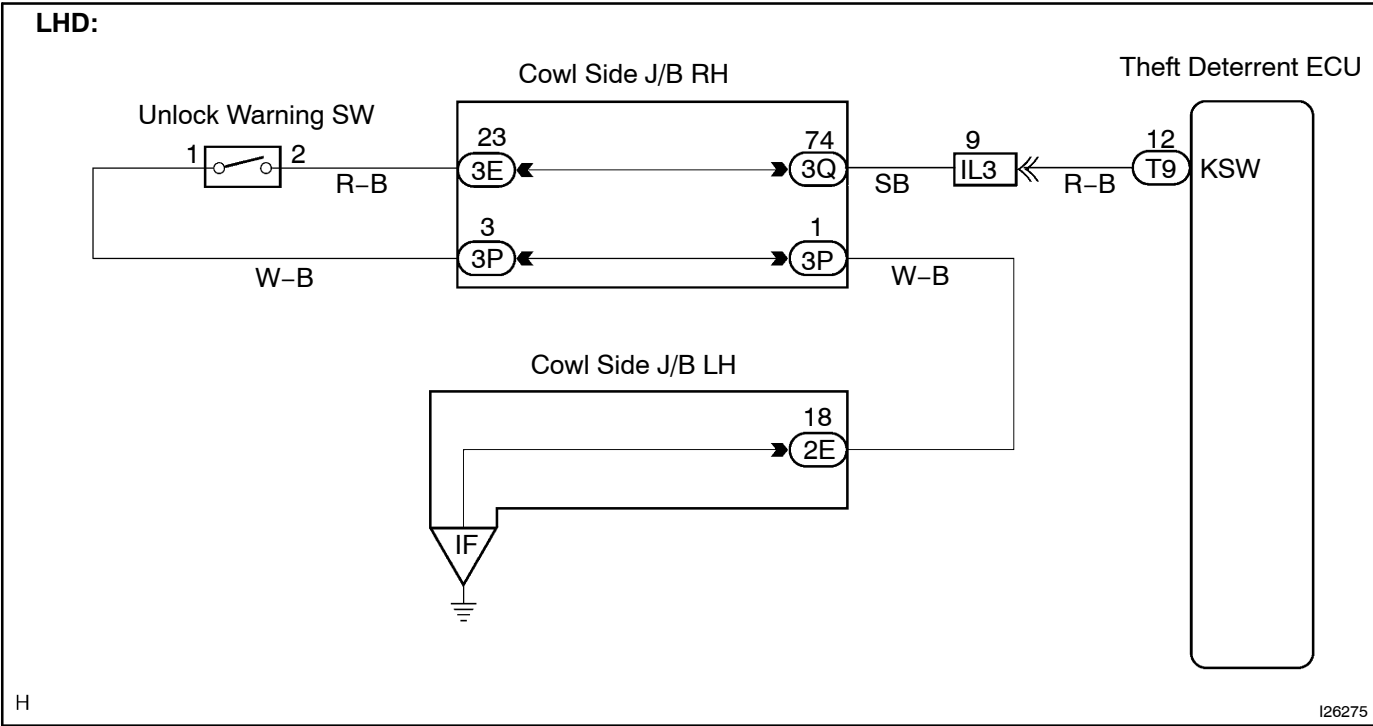 LHD:
Theft Deterrent ECU
Cowl Side J/B RH
Unlock Warning SW
1 2 R−B 23 3E 74 3Q SB 9 IL3 R−B 12 T9 KSW
W−B 3 3P 1 3P W−B
Cowl Side J/B LH
18
2E
IF
H I26275